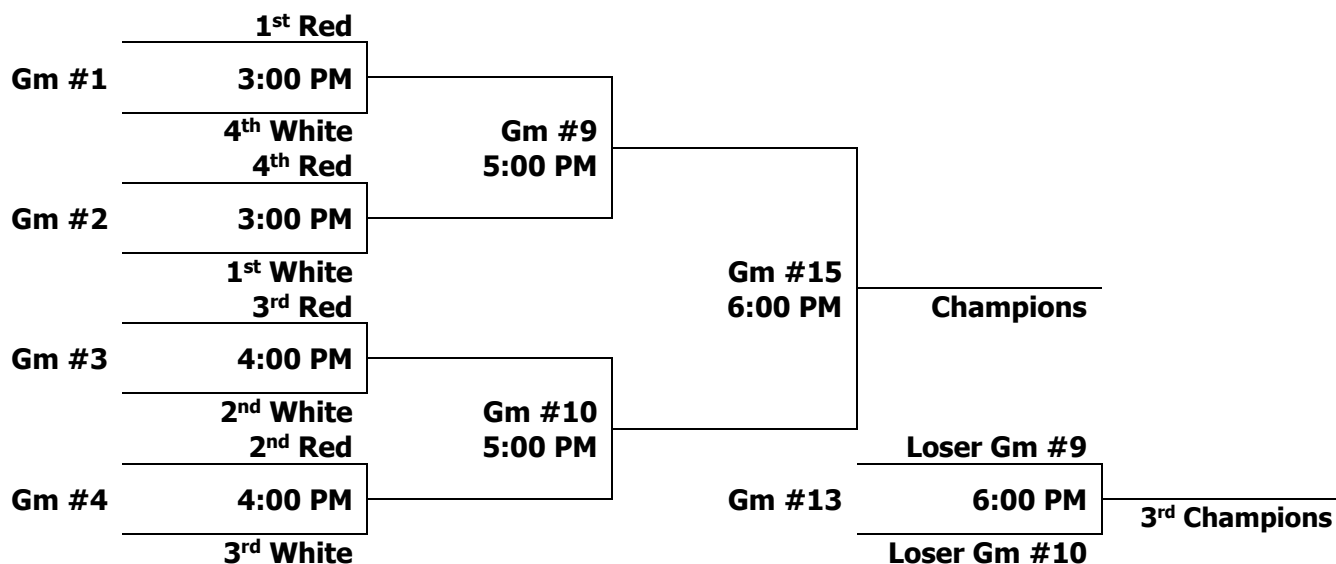 1st Red
Gm #1 3:00 PM
4th White
4th Red
Gm #9
5:00 PM
Gm #2 3:00 PM
1st White
3rd Red
Gm #15
6:00 PM
Champions
Gm #3 4:00 PM
2nd White
2nd Red
Gm #10
5:00 PM
Loser Gm #9
Gm #4 4:00 PM
3rd White
Gm #13 6:00 PM
3rd Champions
Loser Gm #10